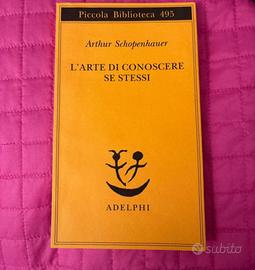 Piccola Biblioteca 495
Arthur Schopenhauer
L'ARTE DI CONOSCERE
SE STESSI
ADELPHI
subito